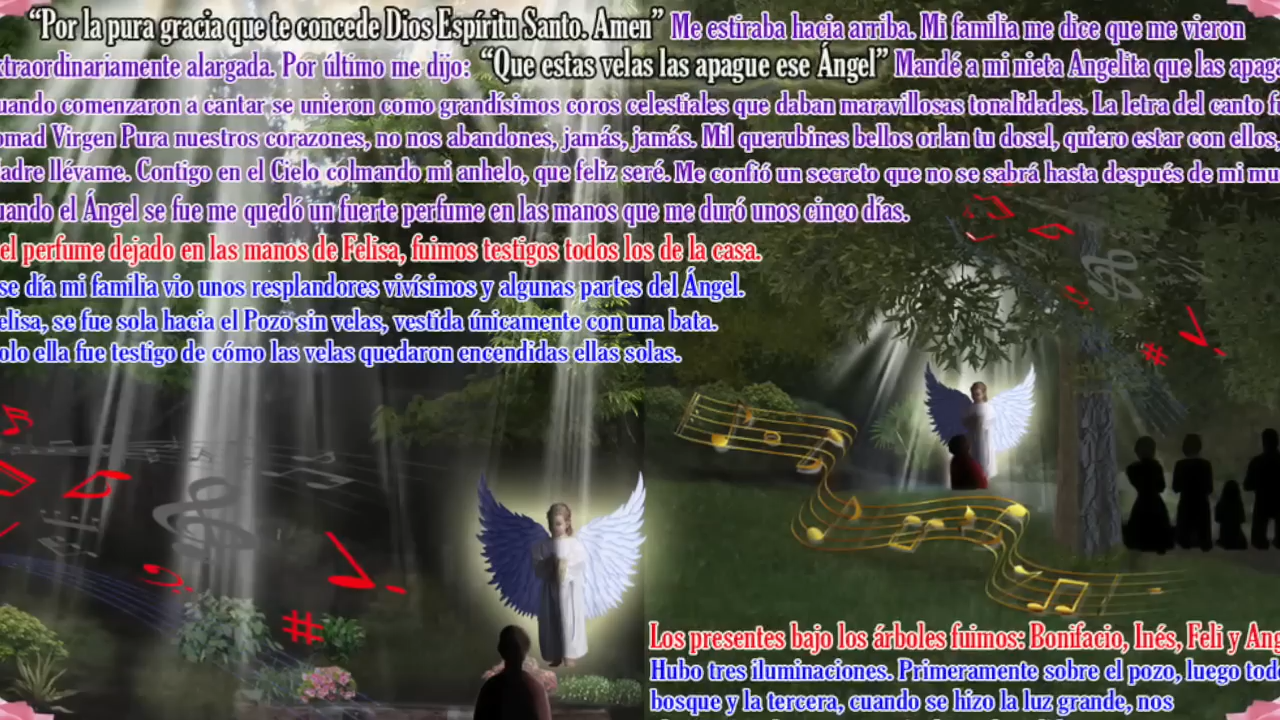 “Por la pura gracia que te concede Dios Espíritu Santo. Amen” Me estiraba hacia arriba. Mi familia me dice que me vieron
xtraordinariamente alargada. Por último me dijo: “Que estas velas las apague ese Ángel” Mandé a mi nieta Angelita que las apaga
uando comenzaron a cantar se unieron como grandísimos coros celestiales que daban maravillosas tonalidades. La letra del canto f
omad Virgen Pura nuestros corazones, no nos abandones, jamás, jamás. Mil querubines bellos orlan tu dosel, quiero estar con ellos,
adre llévame. Contigo en el Cielo colmando mi anhelo, que feliz seré. Me confió un secreto que no se sabrá hasta después de mi mu
uando el Ángel se fue me quedó un fuerte perfume en las manos que me duró unos cinco días.
el perfume dejado en las manos de Felisa, fuimos testigos todos los de la casa.
se día mi familia vio unos resplandores vivísimos y algunas partes del Ángel.
elisa, se fue sola hacia el Pozo sin velas, vestida únicamente con una bata.
olo ella fue testigo de cómo las velas quedaron encendidas ellas solas.
Los presentes bajo los árboles fuimos: Bonifacio, Inés, Feli y Ang
Hubo tres iluminaciones. Primeramente sobre el pozo, luego tod
bosque y la tercera, cuando se hizo la luz grande, nos